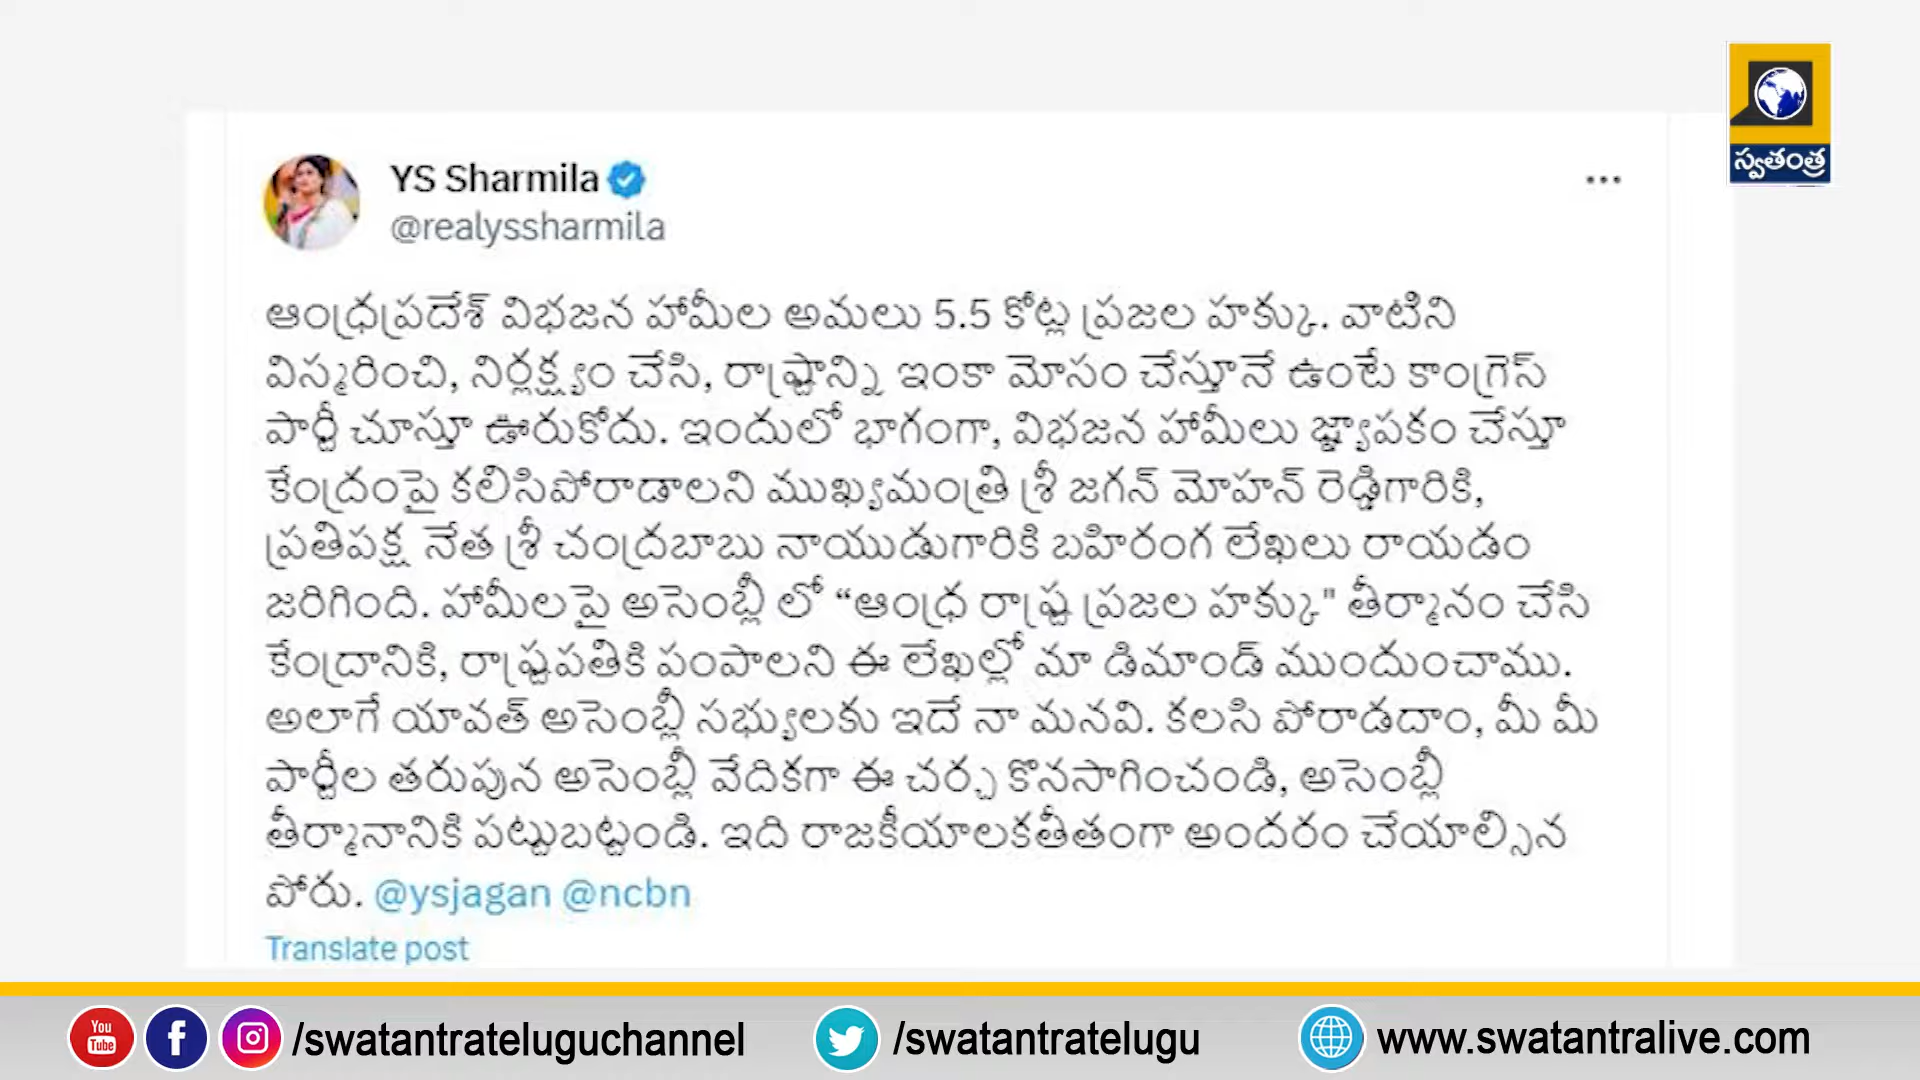 స్వతంత్ర
YS Sharmila
@realyssharmila
ఆంధ్రప్రదేశ్ విభజన హామీల అమలు 5.5 కోట్ల ప్రజల హక్కు. వాటిని
విస్మరించి, నిర్లక్ష్యం చేసి, రాష్ట్రాన్ని ఇంకా మోసం చేస్తూనే ఉంటే కాంగ్రెస్
పార్టీ చూస్తూ ఊరుకోదు. ఇందులో భాగంగా, విభజన హామీలు జ్ఞ్యాపకం చేస్తూ
కేంద్రంపై కలిసిపోరాడాలని ముఖ్యమంత్రి శ్రీ జగన్ మోహన్ రెడ్డిగారికి,
ప్రతిపక్ష నేత శ్రీ చంద్రబాబు నాయుడుగారికి బహిరంగ లేఖలు రాయడం
జరిగింది. హామీలపై అసెంబ్లీ లో “ఆంధ్ర రాష్ట్ర ప్రజల హక్కు" తీర్మానం చేసి
కేంద్రానికి, రాష్ట్రపతికి పంపాలని ఈ లేఖల్లో మా డిమాండ్ ముందుంచాము.
అలాగే యావత్ అసెంబ్లీ సభ్యులకు ఇదే నా మనవి. కలసి పోరాడదాం, మీ మీ
పార్టీల తరుపున అసెంబ్లీ వేదికగా ఈ చర్చ కొనసాగించండి, అసెంబ్లీ
తీర్మానానికి పట్టుబట్టండి. ఇది రాజకీయాలకతీతంగా అందరం చేయాల్సిన
పోరు. @ysjagan @ncbn
Translate post
You Tube /swatantrateluguchannel /swatantratelugu www.swatantralive.com